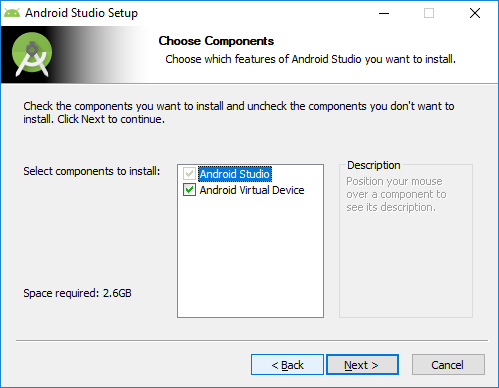 Android Studio Setup
Choose Components
Choose which features of Android Studio you want to install.
Check the components you want to install and uncheck the components you don't want to
install. Click Next to continue.
Select components to install:
Android Studio
Android Virtual Device
Description
Position your mouse
over a component to
see its description.
Space required: 2.6GB
< Back
Next >
Cancel